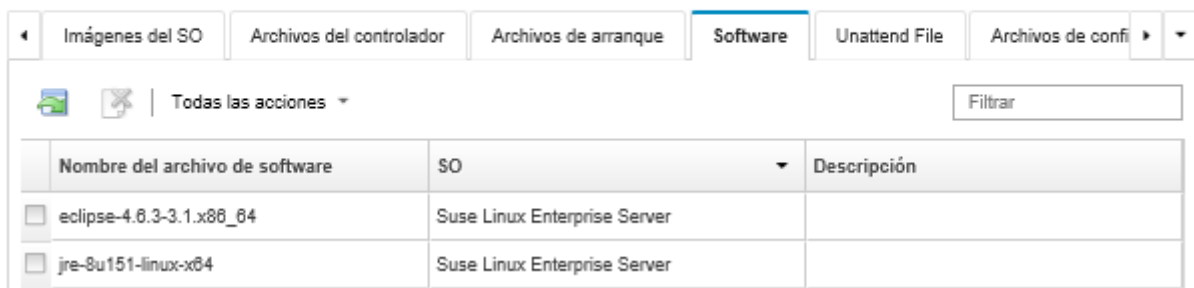 Imágenes del SO Archivos del controlador Archivos de arranque Software Unattend File Archivos de confi
Todas las acciones Filtrar
Nombre del archivo de software SO Descripción
eclipse-4.6.3-3.1.x86_64 Suse Linux Enterprise Server
jre-8u151-linux-x64 Suse Linux Enterprise Server